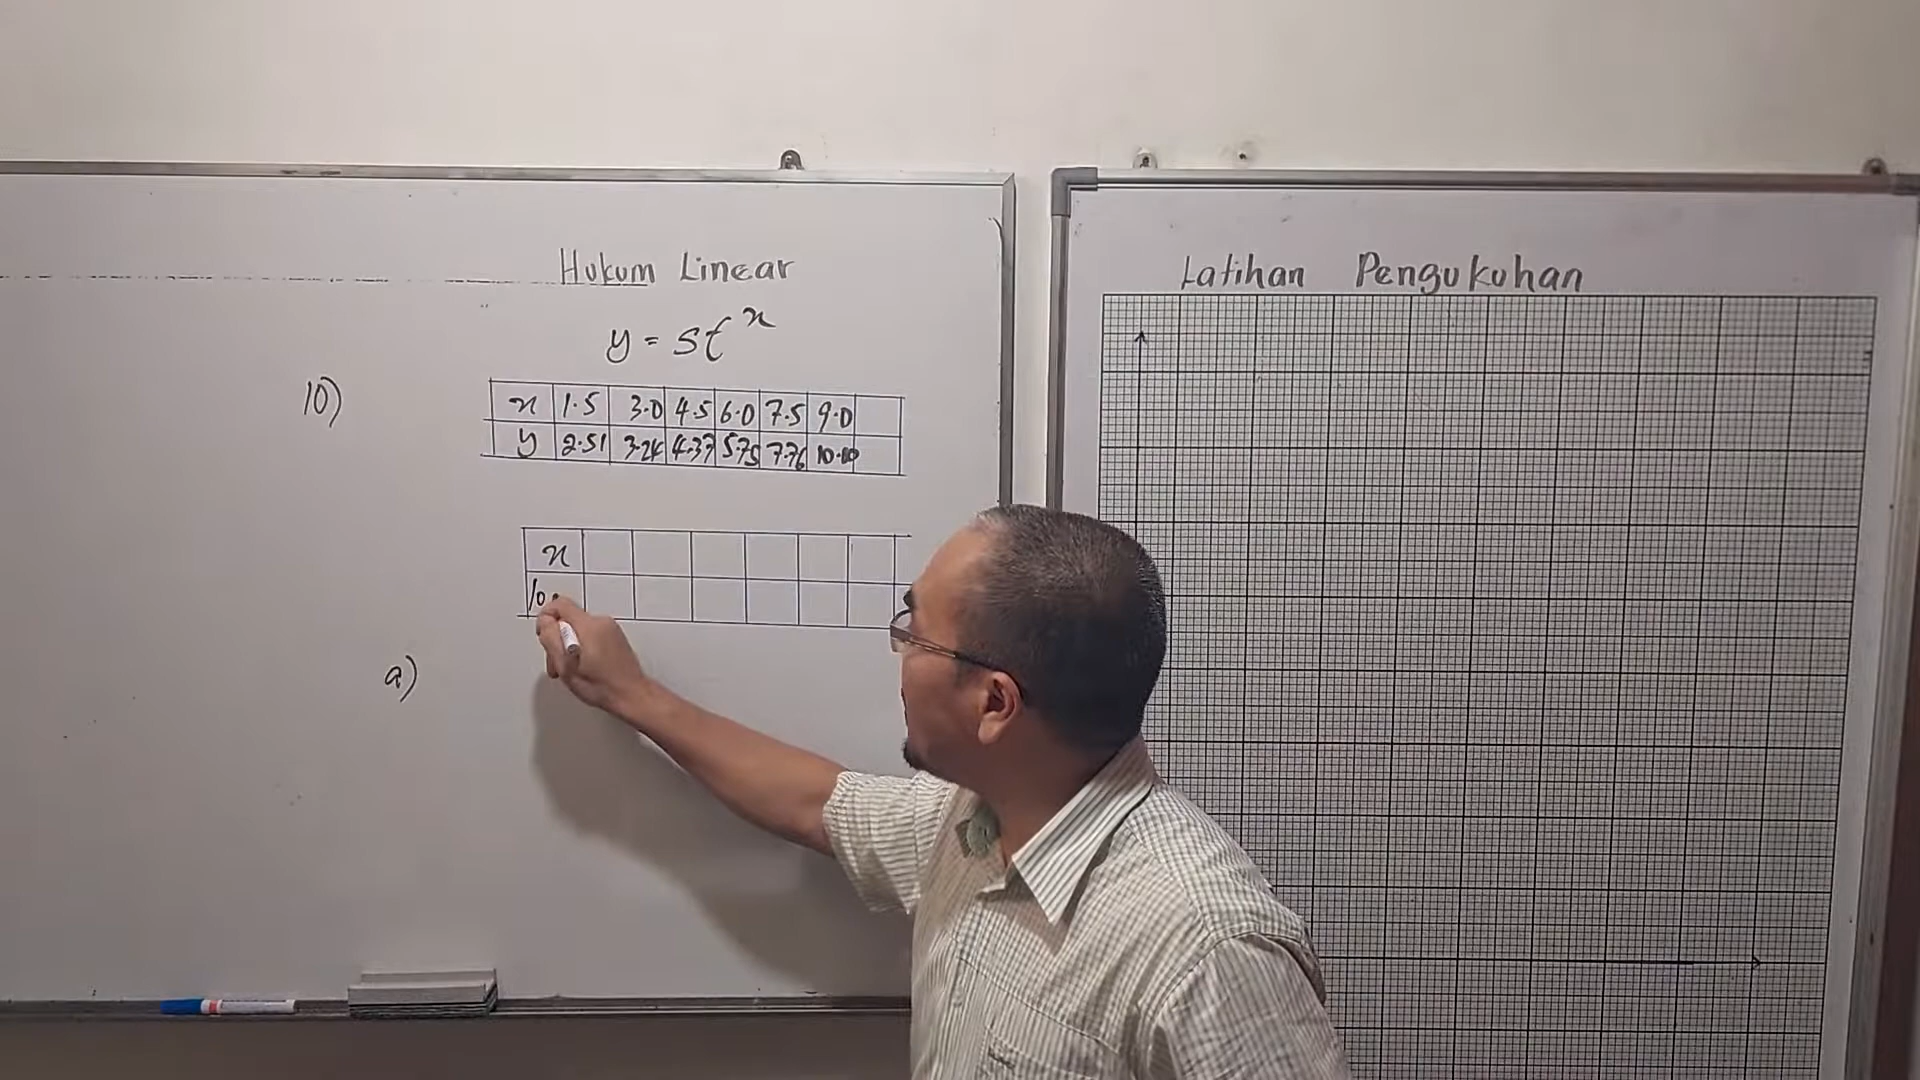 Hukum Linear
y = st^x
10)
x 1.5 3.0 4.5 6.0 7.5 9.0
y 2.51 3.24 4.37 5.75 7.76 10.10
x
a)
Latihan Pengukuhan